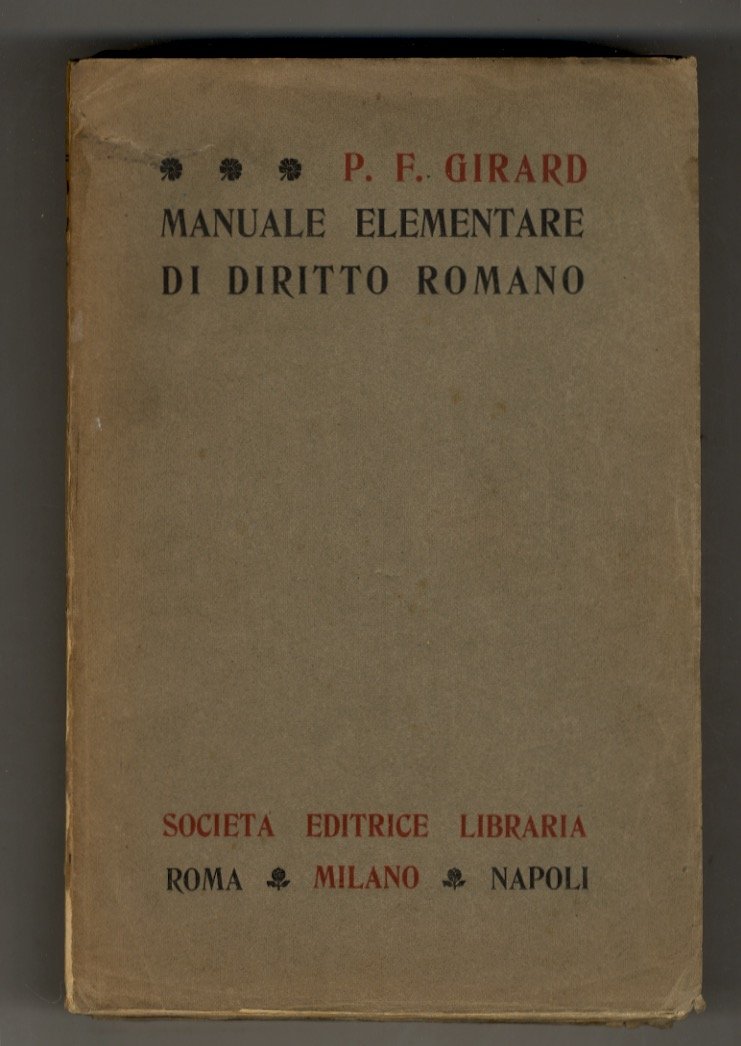 P. F. GIRARD
MANUALE ELEMENTARE
DI DIRITTO ROMANO
SOCIETA EDITRICE LIBRARIA
ROMA MILANO NAPOLI